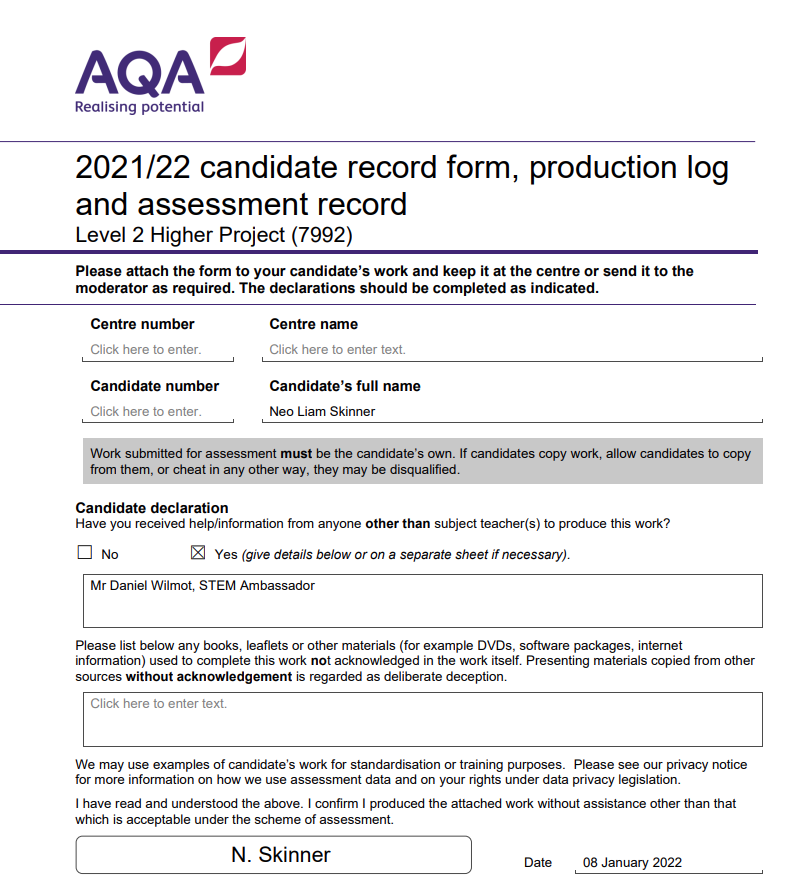 AQA
Realising potential
2021/22 candidate record form, production log
and assessment record
Level 2 Higher Project (7992)
Please attach the form to your candidate’s work and keep it at the centre or send it to the
moderator as required. The declarations should be completed as indicated.
Centre number Centre name
Click here to enter. Click here to enter text.
Candidate number Candidate’s full name
Click here to enter. Neo Liam Skinner
Work submitted for assessment must be the candidate’s own. If candidates copy work, allow candidates to copy
from them, or cheat in any other way, they may be disqualified.
Candidate declaration
Have you received help/information from anyone other than subject teacher(s) to produce this work?
☐ No ☒ Yes (give details below or on a separate sheet if necessary).
Mr Daniel Wilmot, STEM Ambassador
Please list below any books, leaflets or other materials (for example DVDs, software packages, internet
information) used to complete this work not acknowledged in the work itself. Presenting materials copied from other
sources without acknowledgement is regarded as deliberate deception.
Click here to enter text.
We may use examples of candidate’s work for standardisation or training purposes. Please see our privacy notice
for more information on how we use assessment data and on your rights under data privacy legislation.
I have read and understood the above. I confirm I produced the attached work without assistance other than that
which is acceptable under the scheme of assessment.
N. Skinner Date 08 January 2022